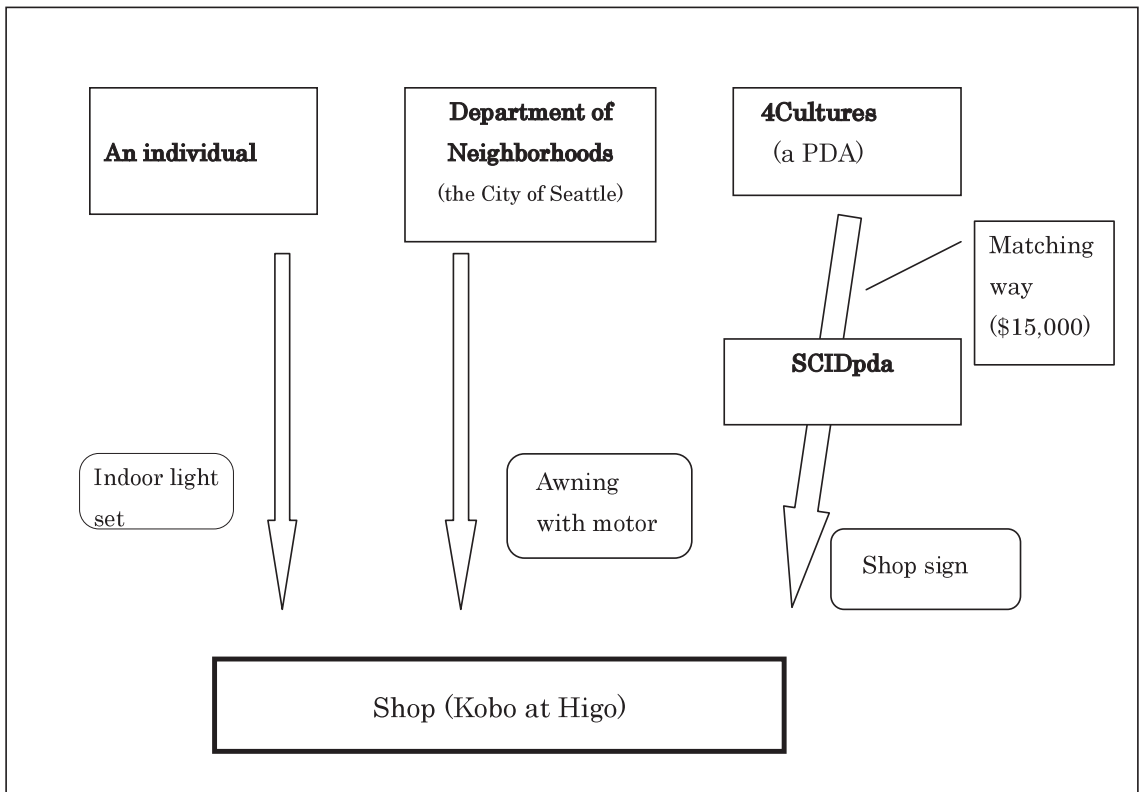 An individual
Department of
Neighborhoods
(the City of Seattle)
4Cultures
(a PDA)
Matching
way
($15,000)
SCIDpda
Indoor light
set
Awning
with motor
Shop sign
Shop (Kobo at Higo)